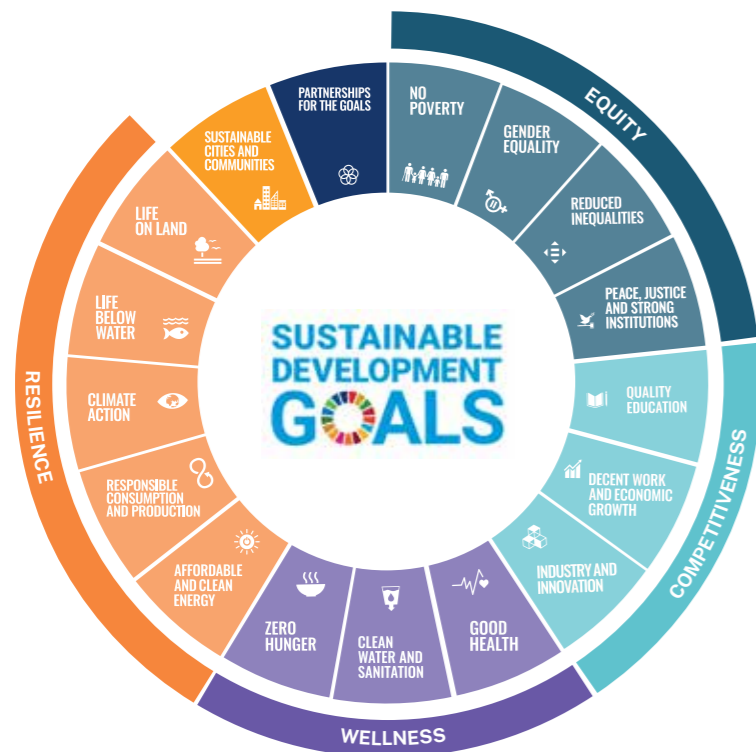 PARTNERSHIPS
FOR THE GOALS
NO
POVERTY
GENDER
EQUALITY
REDUCED
INEQUALITIES
PEACE, JUSTICE
AND STRONG
INSTITUTIONS
QUALITY
EDUCATION
DECENT WORK
AND ECONOMIC
GROWTH
INDUSTRY AND
INNOVATION
GOOD
HEALTH
CLEAN
WATER AND
SANITATION
ZERO
HUNGER
AFFORDABLE
AND CLEAN
ENERGY
RESPONSIBLE
CONSUMPTION
AND PRODUCTION
CLIMATE
ACTION
LIFE
BELOW
WATER
LIFE
ON LAND
SUSTAINABLE
CITIES AND
COMMUNITIES
EQUITY
COMPETITIVENESS
WELLNESS
RESILIENCE
SUSTAINABLE
DEVELOPMENT
GOALS